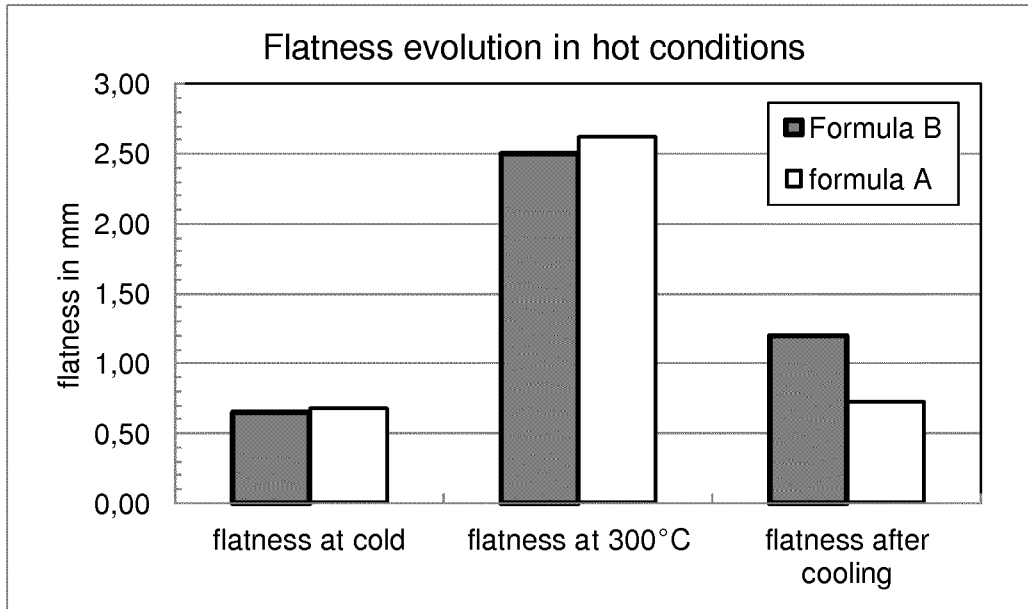 Flatness evolution in hot conditions
3,00
2,50
2,00
1,50
1,00
0,50
0,00
flatness in mm
Formula B
formula A
flatness at cold
flatness at 300°C
flatness after
cooling